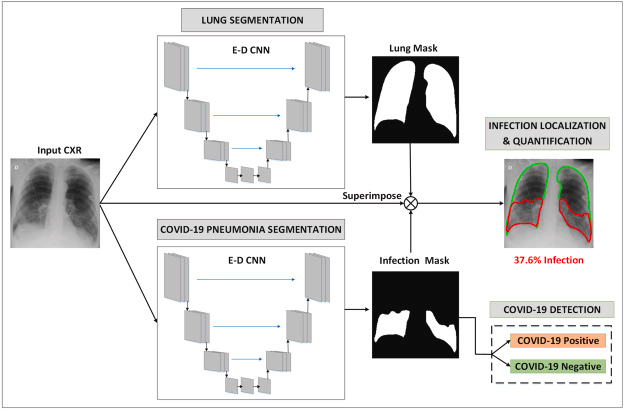 LUNG SEGMENTATION
E-D CNN
Lung Mask
Input CXR
INFECTION LOCALIZATION
& QUANTIFICATION
Superimpose
37.6% Infection
COVID-19 PNEUMONIA SEGMENTATION
E-D CNN
Infection Mask
COVID-19 DETECTION
COVID-19 Positive
COVID-19 Negative